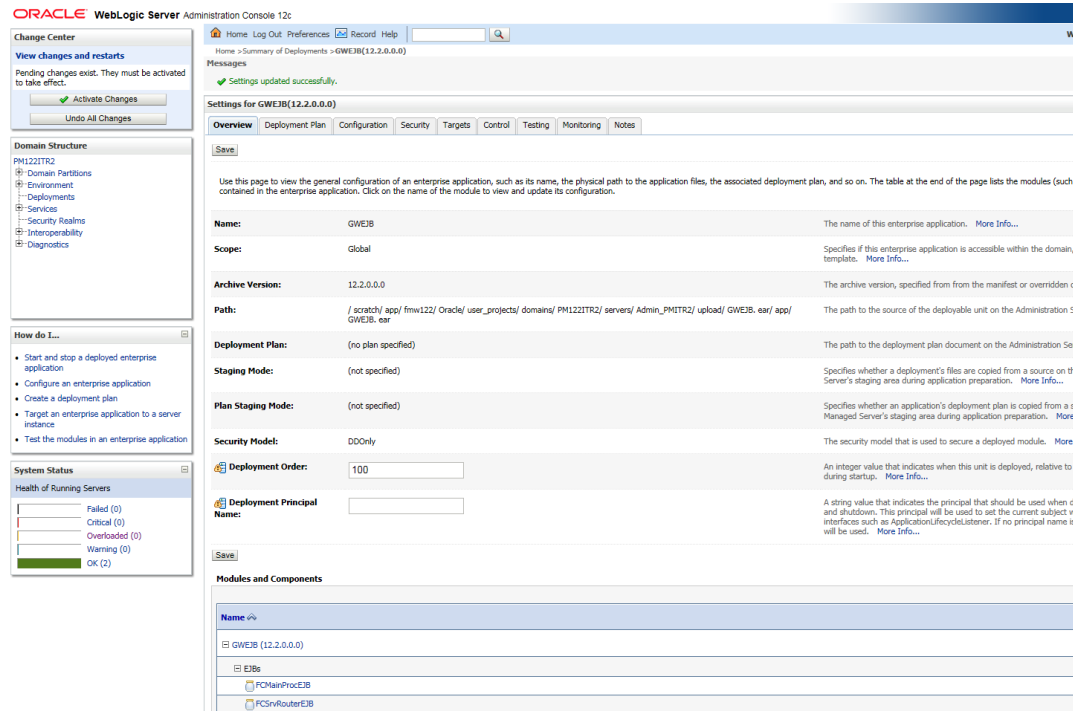 ORACLE WebLogic Server Administration Console 12c
Change Center
View changes and restarts
Pending changes exist. They must be activated
to take effect.
Activate Changes
Undo All Changes
Domain Structure
PM122ITR2
Domain Partitions
Environment
Deployments
Services
Security Realms
Interoperability
Diagnostics
How do I...
Start and stop a deployed enterprise
application
Configure an enterprise application
Create a deployment plan
Target an enterprise application to a server
instance
Test the modules in an enterprise application
System Status
Health of Running Servers
Failed (0)
Critical (0)
Overloaded (0)
Warning (0)
OK (2)
Home Log Out Preferences Record Help
W
Home >Summary of Deployments >GWEJB(12.2.0.0.0)
Messages
Settings updated successfully.
Settings for GWEJB(12.2.0.0.0)
Overview Deployment Plan Configuration Security Targets Control Testing Monitoring Notes
Save
Use this page to view the general configuration of an enterprise application, such as its name, the physical path to the application files, the associated deployment plan, and so on. The table at the end of the page lists the modules (such
contained in the enterprise application. Click on the name of the module to view and update its configuration.
Name: GWEJB The name of this enterprise application. More Info...
Scope: Global Specifies if this enterprise application is accessible within the domain,
template. More Info...
Archive Version: 12.2.0.0.0 The archive version, specified from from the manifest or overridden
Path: / scratch/ app/ fmw122/ Oracle/ user_projects/ domains/ PM122ITR2/ servers/ Admin_PMITR2/ upload/ GWEJB. ear/ app/ The path to the source of the deployable unit on the Administration S
GWEJB. ear
Deployment Plan: (no plan specified) The path to the deployment plan document on the Administration Se
Staging Mode: (not specified) Specifies whether a deployment's files are copied from a source on th
Server's staging area during application preparation. More Info...
Plan Staging Mode: (not specified) Specifies whether an application's deployment plan is copied from a s
Managed Server's staging area during application preparation. More
Security Model: DDOnly The security model that is used to secure a deployed module. More
Deployment Order: 100 An integer value that indicates when this unit is deployed, relative to
during startup. More Info...
Deployment Principal
Name:
A string value that indicates the principal that should be used when d
and shutdown. This principal will be used to set the current subject w
interfaces such as ApplicationLifecycleListener. If no principal name is
will be used. More Info...
Save
Modules and Components
Name
GWEJB (12.2.0.0.0)
EJBs
FCMainProcEJB
FCSrvRouterEJB